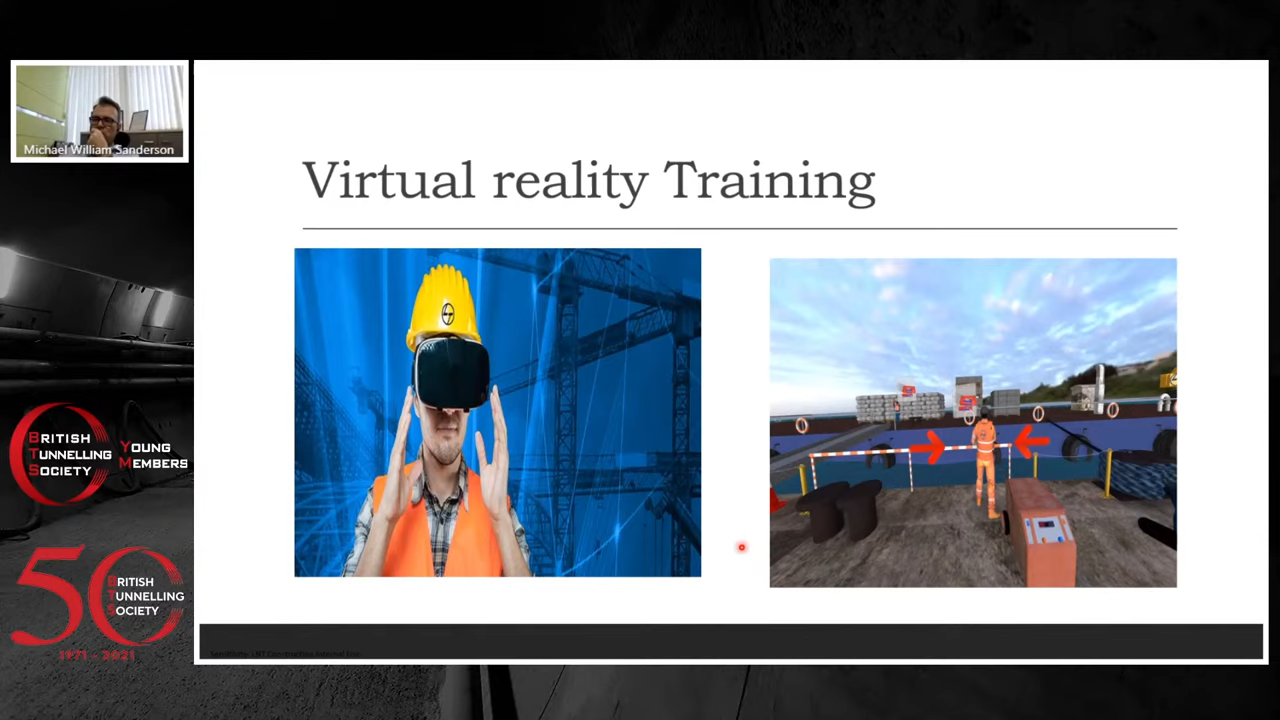 Michael William Sanderson
Virtual reality Training
BRITISH
TUNNELLING
SOCIETY
YOUNG
MEMBERS
50
BRITISH
TUNNELLING
SOCIETY
1971 - 2021